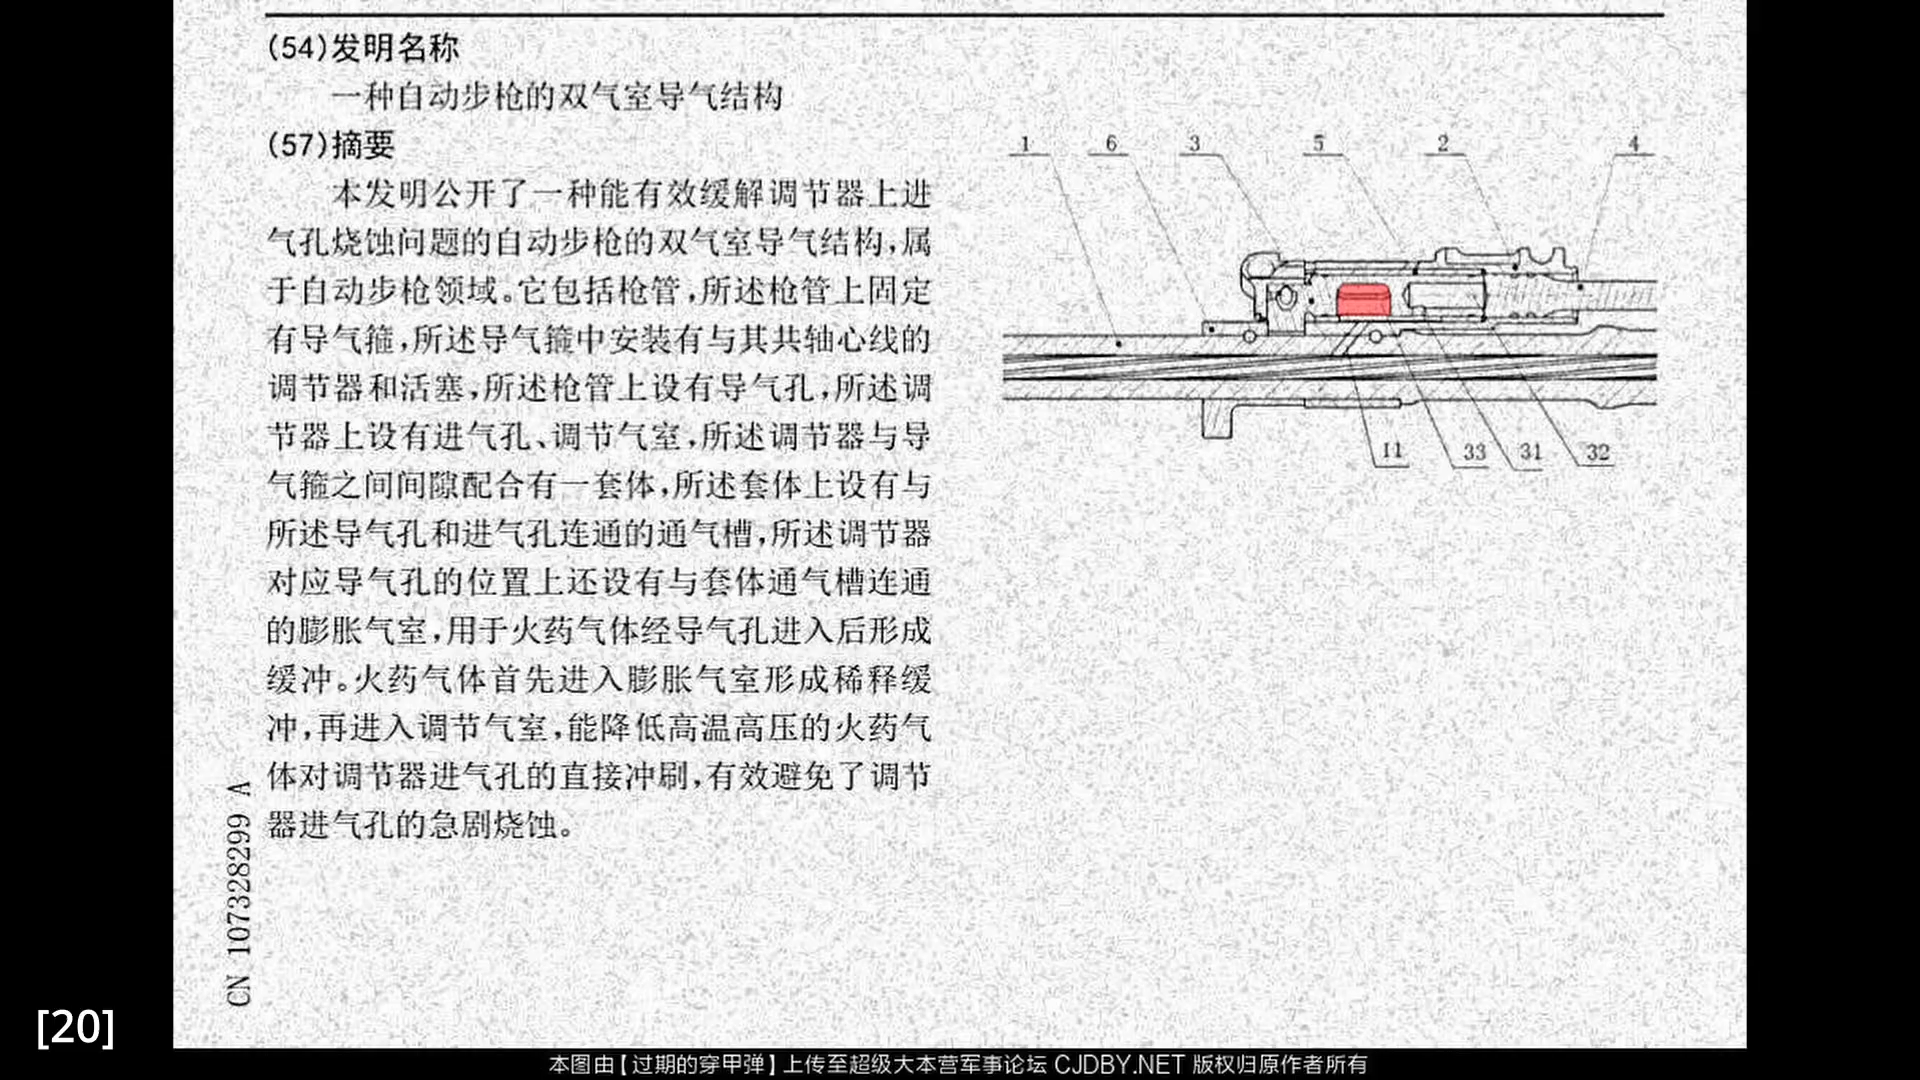 (54)发明名称
一种自动步枪的双气室导气结构
(57)摘要
本发明公开了一种能有效缓解调节器上进
气孔烧蚀问题的自动步枪的双气室导气结构,属
于自动步枪领域。它包括枪管,所述枪管上固定
有导气箍,所述导气箍中安装有与其共轴心线的
调节器和活塞,所述枪管上设有导气孔,所述调
节器上设有进气孔、调节气室,所述调节器与导
气箍之间间隙配合有一套体,所述套体上设有与
所述导气孔和进气孔连通的通气槽,所述调节器
对应导气孔的位置上还设有与套体通气槽连通
的膨胀气室,用于火药气体经导气孔进入后形成
缓冲。火药气体首先进入膨胀气室形成稀释缓
冲,再进入调节气室,能降低高温高压的火药气
体对调节器进气孔的直接冲刷,有效避免了调节
器进气孔的急剧烧蚀。
1 6 3 5 2 4
11 33 31 32
CN 107328299 A
[20]
本图由【过期的穿甲弹】上传至超级大本营军事论坛 CJDBY.NET 版权归原作者所有